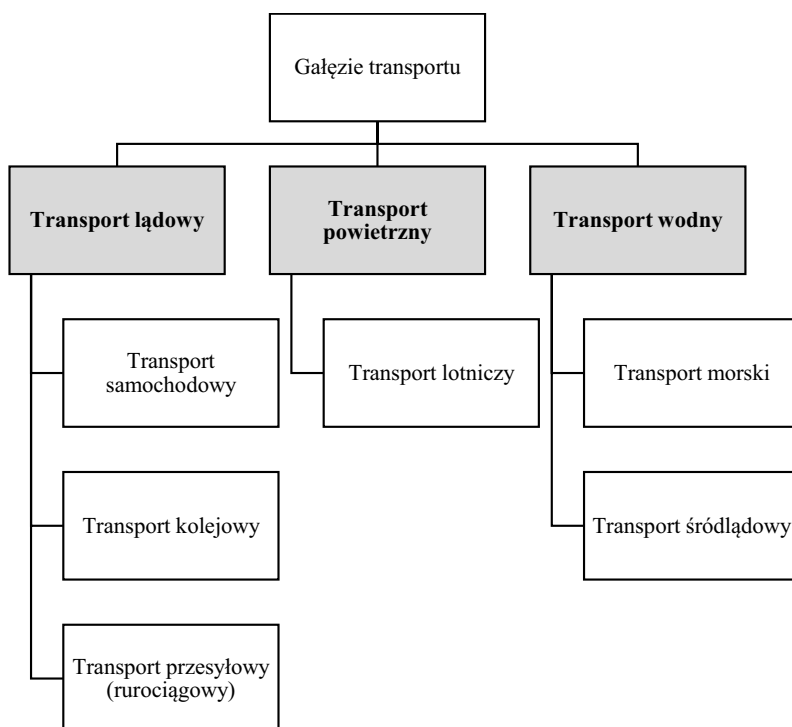 Gałęzie transportu
Transport lądowy
Transport
powietrzny
Transport wodny
Transport
samochodowy
Transport lotniczy
Transport morski
Transport kolejowy
Transport śródlądowy
Transport przesyłowy
(rurociągowy)